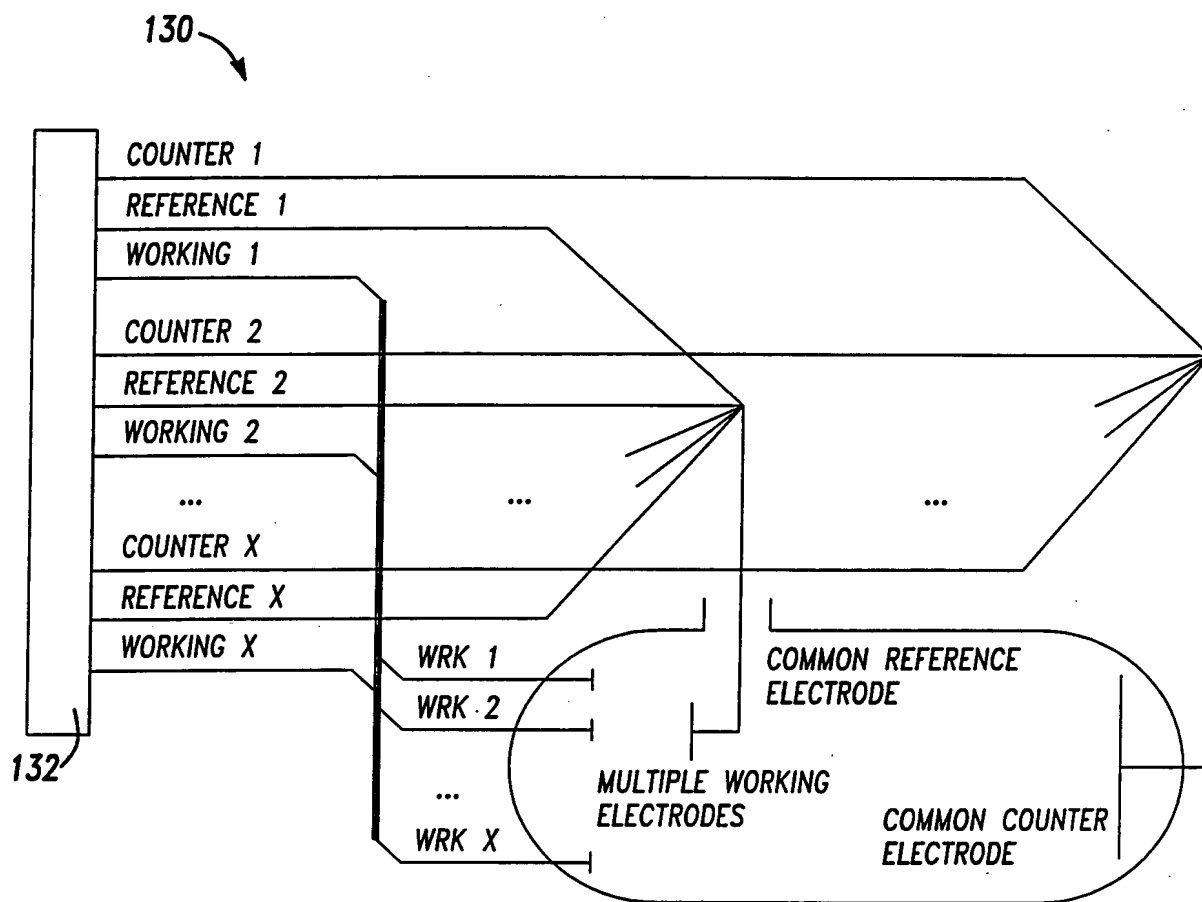 130
COUNTER 1
REFERENCE 1
WORKING 1
COUNTER 2
REFERENCE 2
WORKING 2
...
...
...
COUNTER X
REFERENCE X
WORKING X
WRK 1
WRK 2
...
WRK X
COMMON REFERENCE
ELECTRODE
MULTIPLE WORKING
ELECTRODES
COMMON COUNTER
ELECTRODE
132